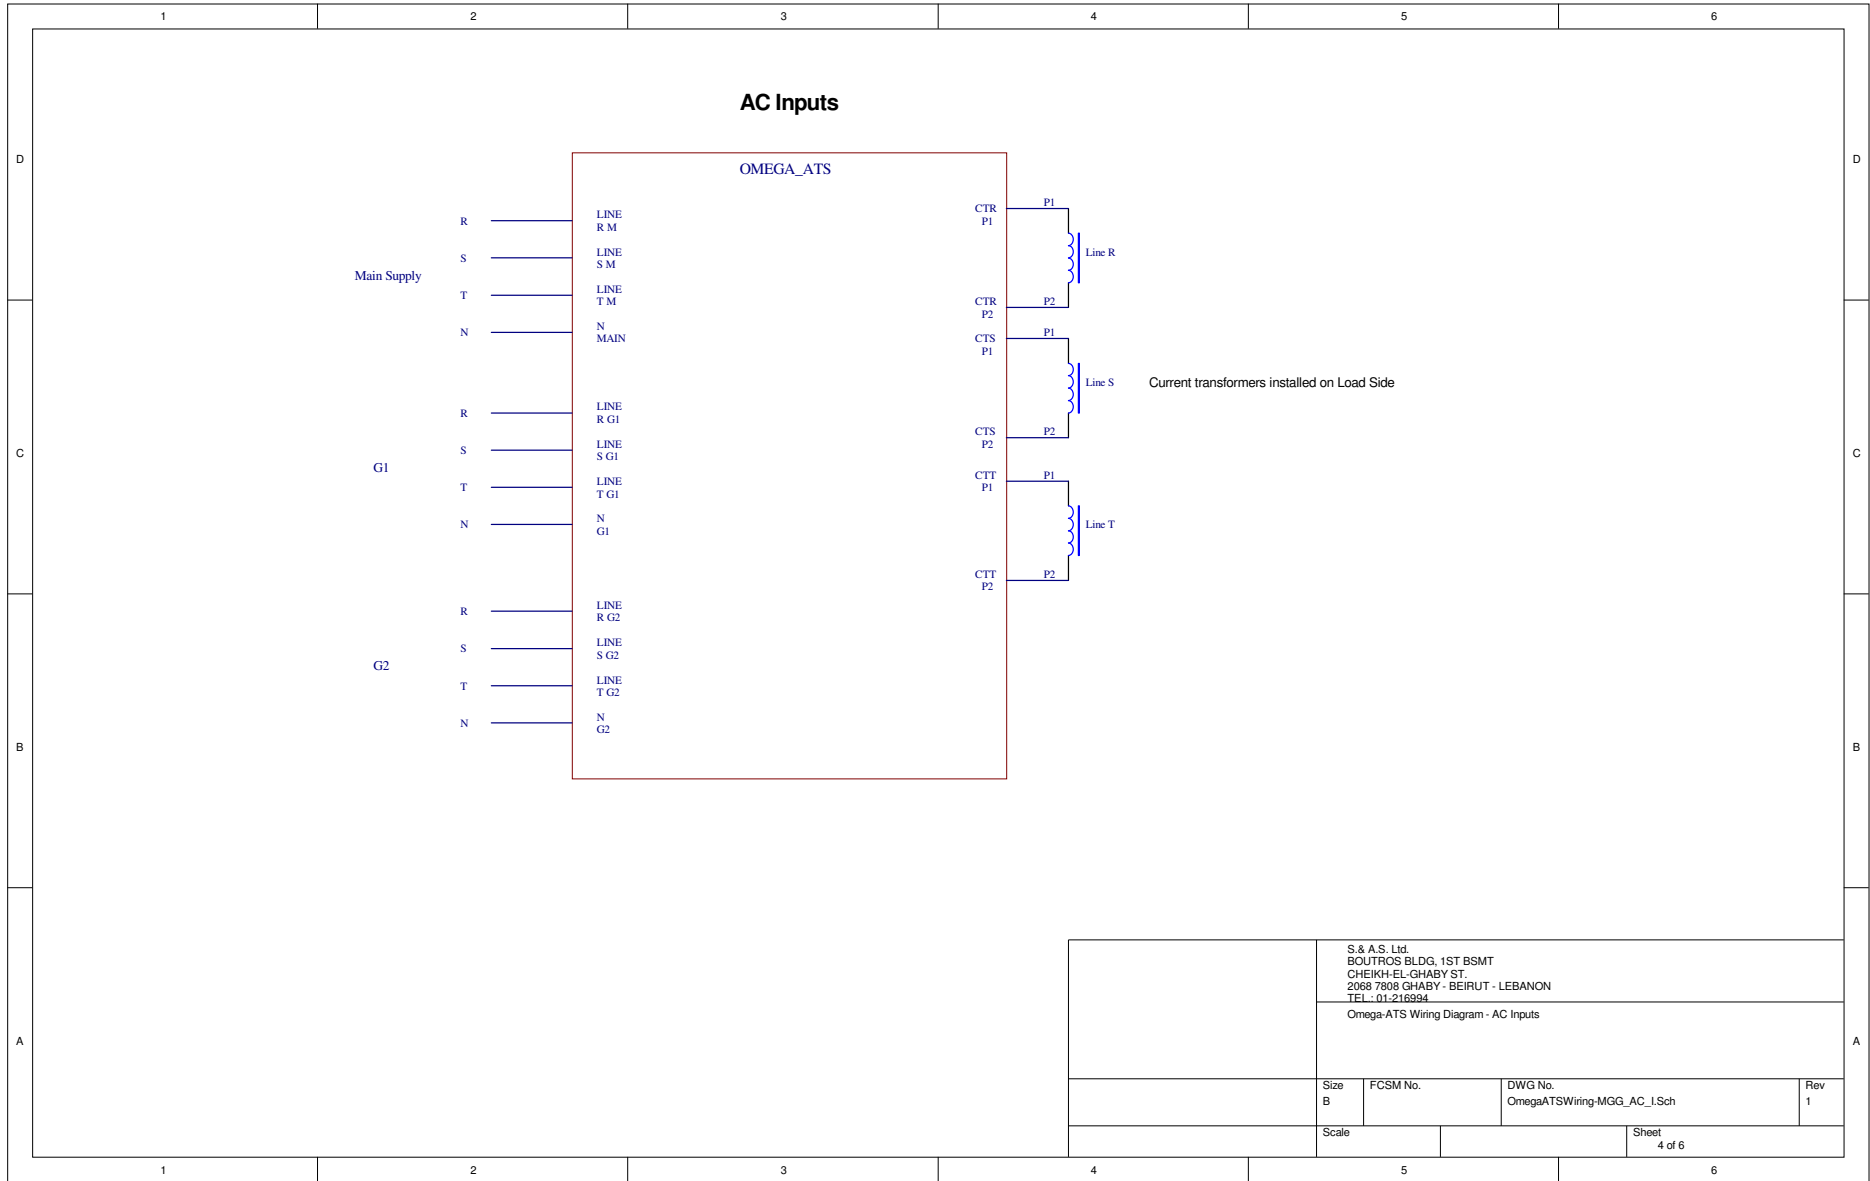 1 2 3 4 5 6
D D
C C
B B
A A
AC Inputs
OMEGA_ATS
Main Supply
R LINE
R M
S LINE
S M
T LINE
T M
N N
MAIN
G1
R LINE
R G1
S LINE
S G1
T LINE
T G1
N N
G1
G2
R LINE
R G2
S LINE
S G2
T LINE
T G2
N N
G2
CTR P1
P1
Line R
CTR P2
P2
CTS P1
P1
Line S
Current transformers installed on Load Side
CTS P2
P2
CTT P1
P1
Line T
CTT P2
P2
S.& A.S. Ltd.
BOUTROS BLDG, 1ST BSMT
CHEIKH-EL-GHABY ST.
2068 7808 GHABY - BEIRUT - LEBANON
TEL.: 01-216994
Omega-ATS Wiring Diagram - AC Inputs
Size FCSM No. DWG No. Rev
B OmegaATSWiring-MGG_AC_I.Sch 1
Scale Sheet
4 of 6
1 2 3 4 5 6